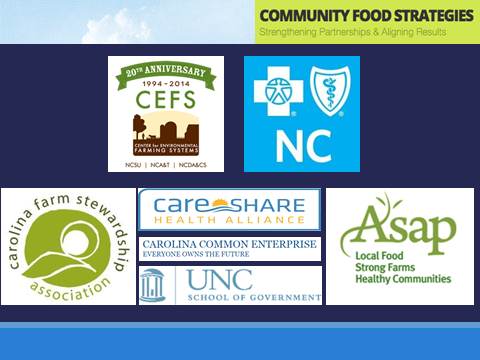 COMMUNITY FOOD STRATEGIES
Strengthening Partnerships & Aligning Results
20TH ANNIVERSARY
1994-2014
CEFS
CENTER for ENVIRONMENTAL
FARMING SYSTEMS
NCSU | NCA&T | NCDA&CS
NC
carolina farm stewardship
association
care SHARE
HEALTH ALLIANCE
CAROLINA COMMON ENTERPRISE
EVERYONE OWNS THE FUTURE
UNC
SCHOOL OF GOVERNMENT
Asap
Local Food
Strong Farms
Healthy Communities